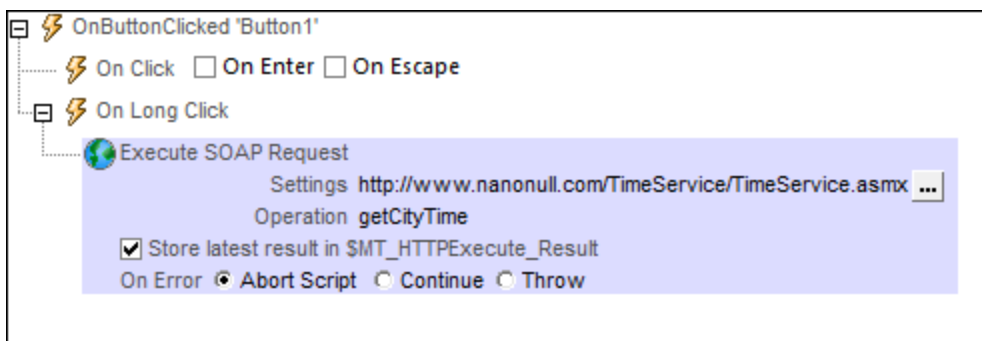 OnButtonClicked 'Button1'
On Click On Enter On Escape
On Long Click
Execute SOAP Request
Settings http://www.nanonull.com/TimeService/TimeService.asmx ...
Operation getCityTime
Store latest result in $MT_HTTPExecute_Result
On Error Abort Script Continue Throw